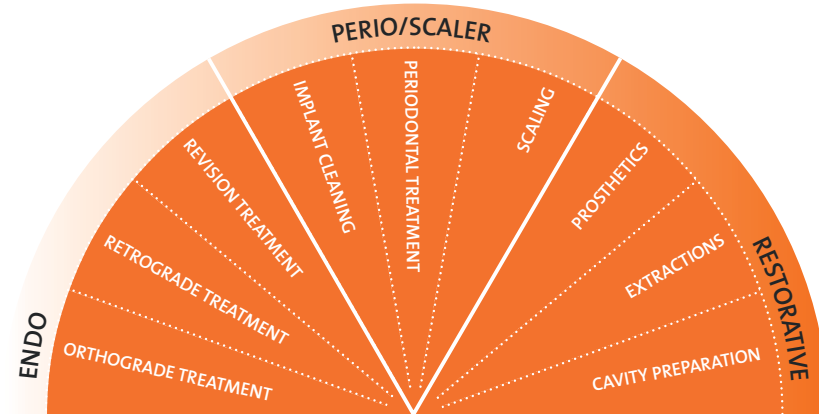 ENDO
ORTHOGRADE TREATMENT
RETROGRADE TREATMENT
REVISION TREATMENT
PERIO/SCALER
IMPLANT CLEANING
PERIODONTAL TREATMENT
SCALING
RESTORATIVE
PROSTHETICS
EXTRACTIONS
CAVITY PREPARATION